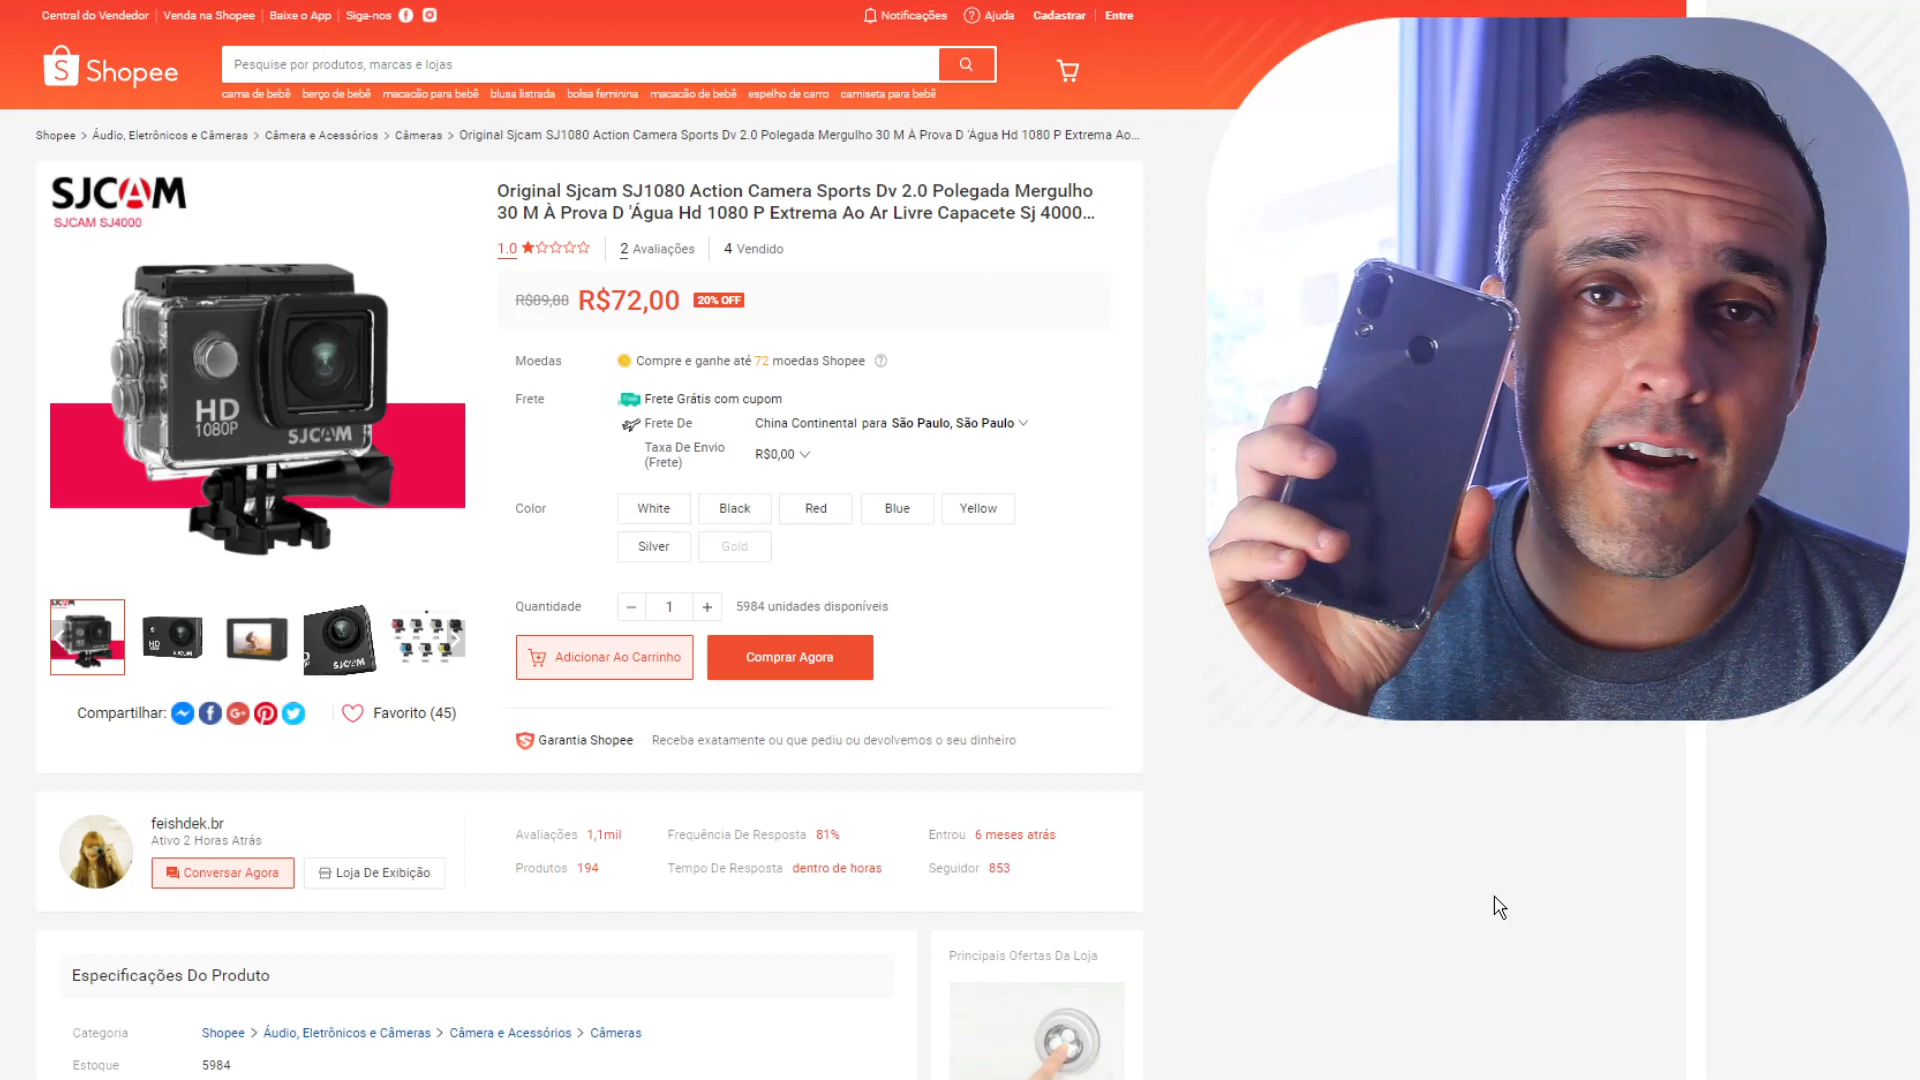 Central do Vendedor | Venda na Shopee | Baixe o App | Siga-nos
Notificações Ajuda Cadastrar | Entre
Shopee
Pesquise por produtos, marcas e lojas
cama de bebê berço de bebê macacão para bebê blusa listrada bolsa feminina macacão de bebê espelho de carro camiseta para bebê
Shopee > Áudio, Eletrônicos e Câmeras > Câmera e Acessórios > Câmeras > Original Sjcam SJ1080 Action Camera Sports Dv 2.0 Polegada Mergulho 30 M À Prova D 'Água Hd 1080 P Extrema Ao...
SJCAM
SJCAM SJ4000
HD
1080P
SJCAM
Original Sjcam SJ1080 Action Camera Sports Dv 2.0 Polegada Mergulho
30 M À Prova D 'Água Hd 1080 P Extrema Ao Ar Livre Capacete Sj 4000...
1.0 2 Avaliações 4 Vendido
R$89,88 R$72,00 20% OFF
Moedas Compre e ganhe até 72 moedas Shopee
Frete Frete Grátis com cupom
Frete De China Continental para São Paulo, São Paulo
Taxa De Envio
(Frete) R$0,00
Color White Black Red Blue Yellow
Silver Gold
Quantidade − 1 + 5984 unidades disponíveis
Adicionar Ao Carrinho Comprar Agora
Compartilhar: Favorito (45)
Garantia Shopee Receba exatamente ou que pediu ou devolvemos o seu dinheiro
feishdek.br
Ativo 2 Horas Atrás
Conversar Agora Loja De Exibição
Avaliações 1,1mil Frequência De Resposta 81% Entrou 6 meses atrás
Produtos 194 Tempo De Resposta dentro de horas Seguidor 853
Especificações Do Produto
Categoria Shopee > Áudio, Eletrônicos e Câmeras > Câmera e Acessórios > Câmeras
Estoque 5984
Principais Ofertas Da Loja